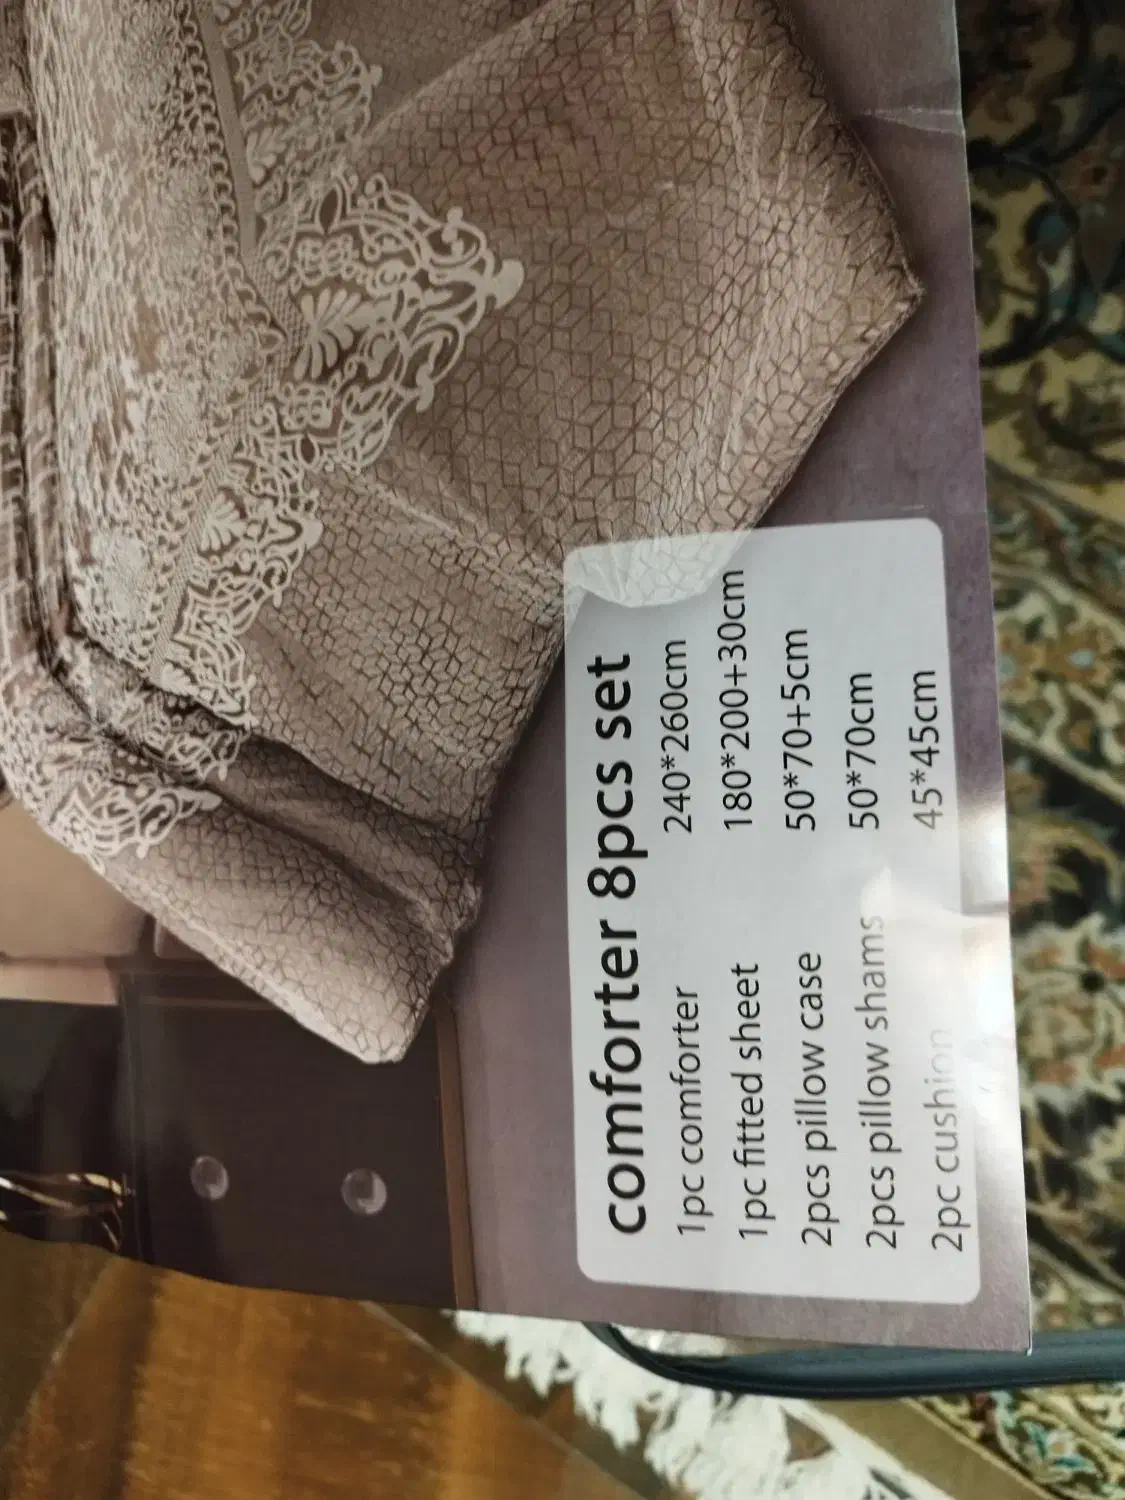 comforter 8pcs set
1pc comforter 240*260cm
1pc fitted sheet 180*200+30cm
2pcs pillow case 50*70+5cm
2pcs pillow shams 50*70cm
2pc cushion 45*45cm